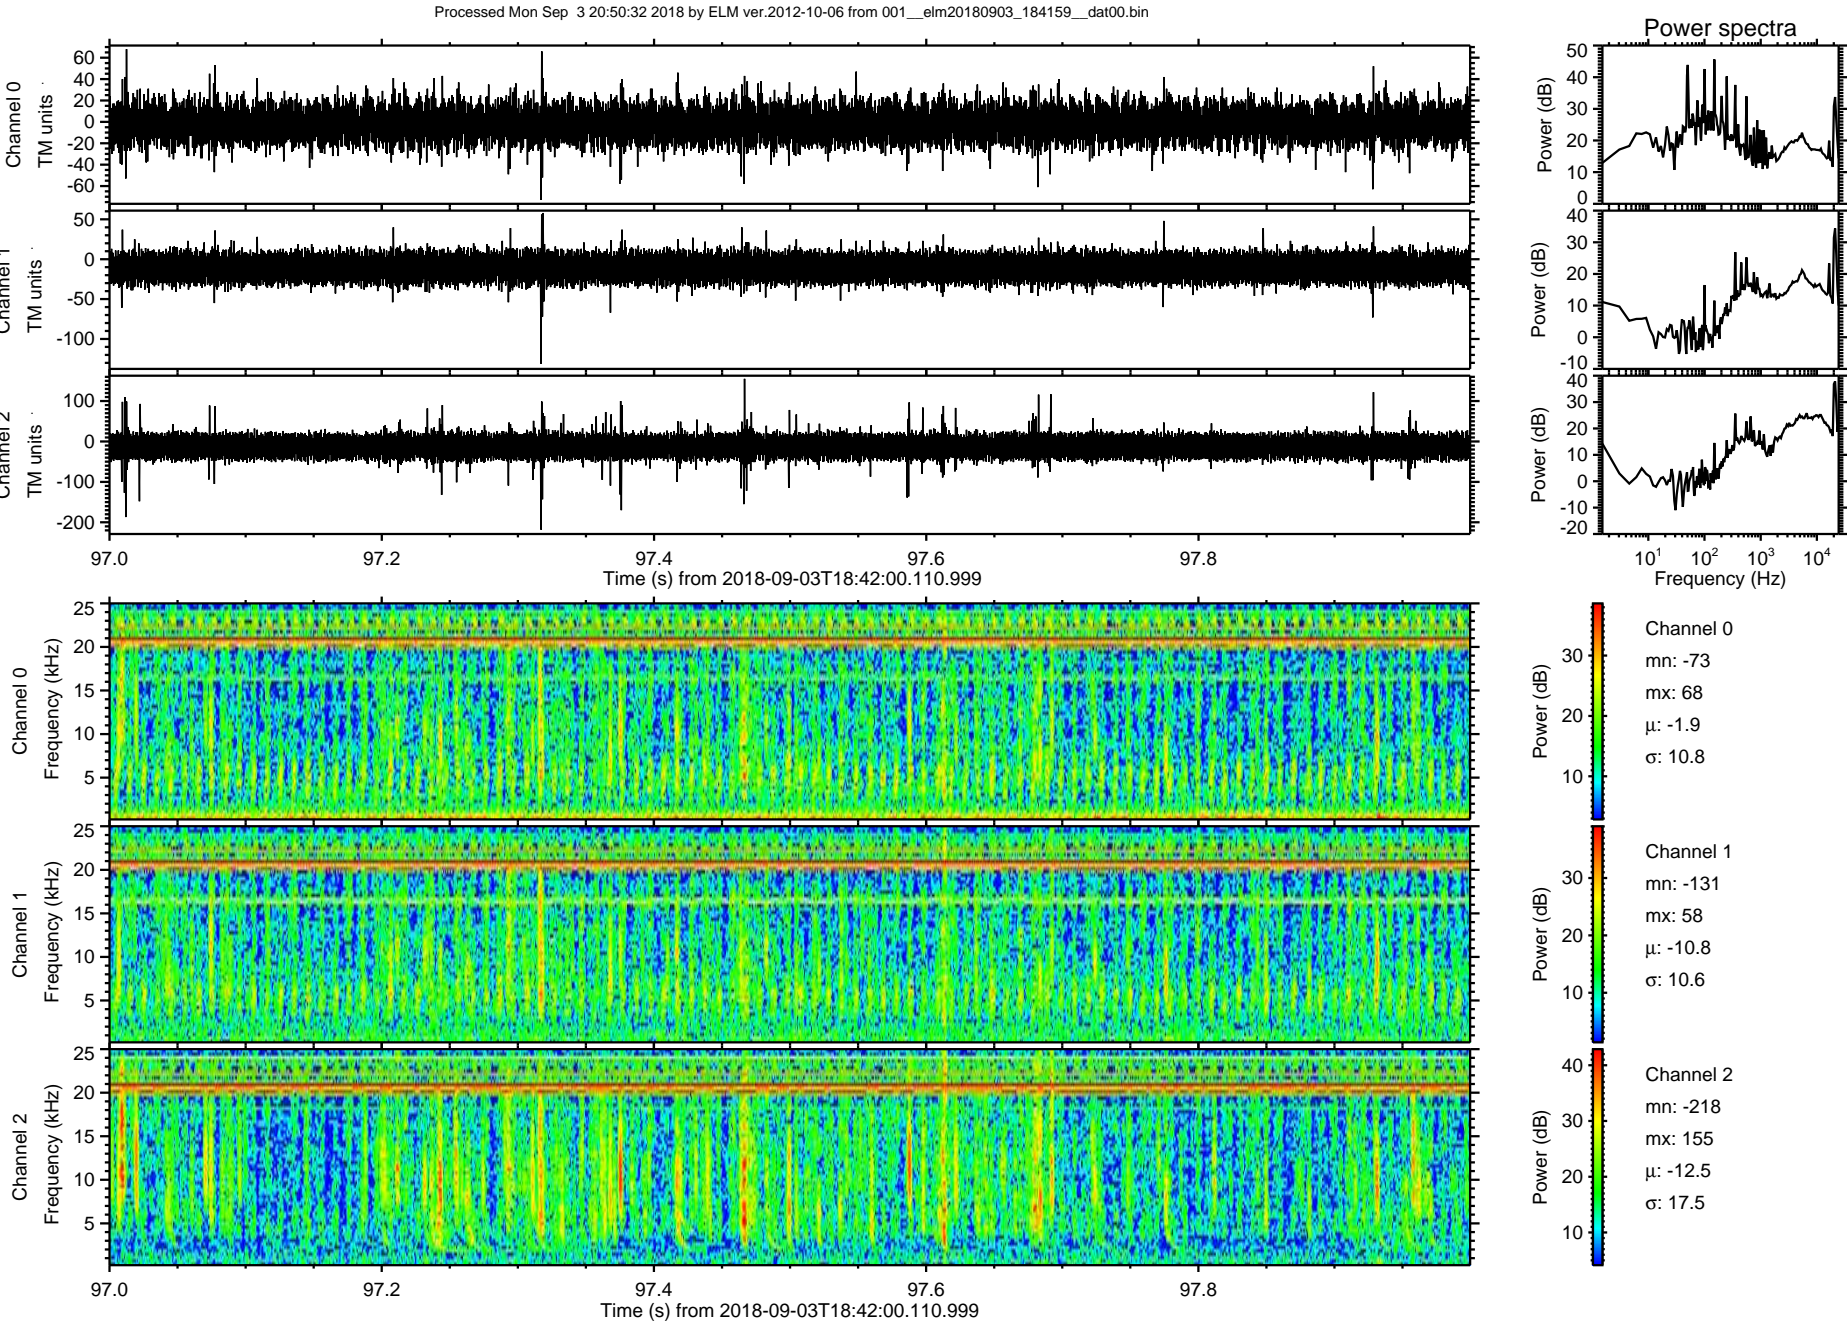 Processed Mon Sep 3 20:50:32 2018 by ELM ver.2012-10-06 from 001__elm20180903_184159__dat00.bin
Power spectra
Channel 0
TM units
60
40
20
0
-20
-40
-60
Power (dB)
50
40
30
20
10
0
Channel 1
TM units
50
0
-50
-100
Power (dB)
40
30
20
10
0
-10
Channel 2
TM units
100
0
-100
-200
Power (dB)
40
30
20
10
0
-10
-20
97.0 97.2 97.4 97.6 97.8
Time (s) from 2018-09-03T18:42:00.110.999
10¹ 10² 10³ 10⁴
Frequency (Hz)
Channel 0
Frequency (kHz)
25
20
15
10
5
Power (dB)
30
20
10
Channel 0
mn: -73
mx: 68
μ: -1.9
σ: 10.8
Channel 1
Frequency (kHz)
25
20
15
10
5
Power (dB)
30
20
10
Channel 1
mn: -131
mx: 58
μ: -10.8
σ: 10.6
Channel 2
Frequency (kHz)
25
20
15
10
5
Power (dB)
40
30
20
10
Channel 2
mn: -218
mx: 155
μ: -12.5
σ: 17.5
97.0 97.2 97.4 97.6 97.8
Time (s) from 2018-09-03T18:42:00.110.999